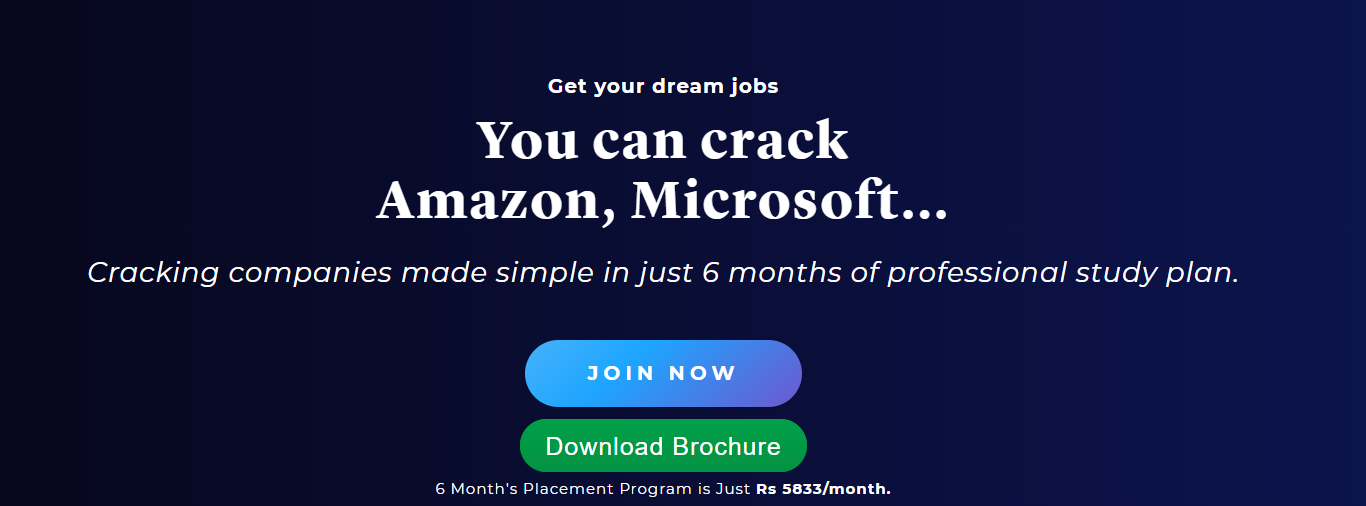 Get your dream jobs
You can crack
Amazon, Microsoft...
Cracking companies made simple in just 6 months of professional study plan.
JOIN NOW
Download Brochure
6 Month's Placement Program is Just Rs 5833/month.